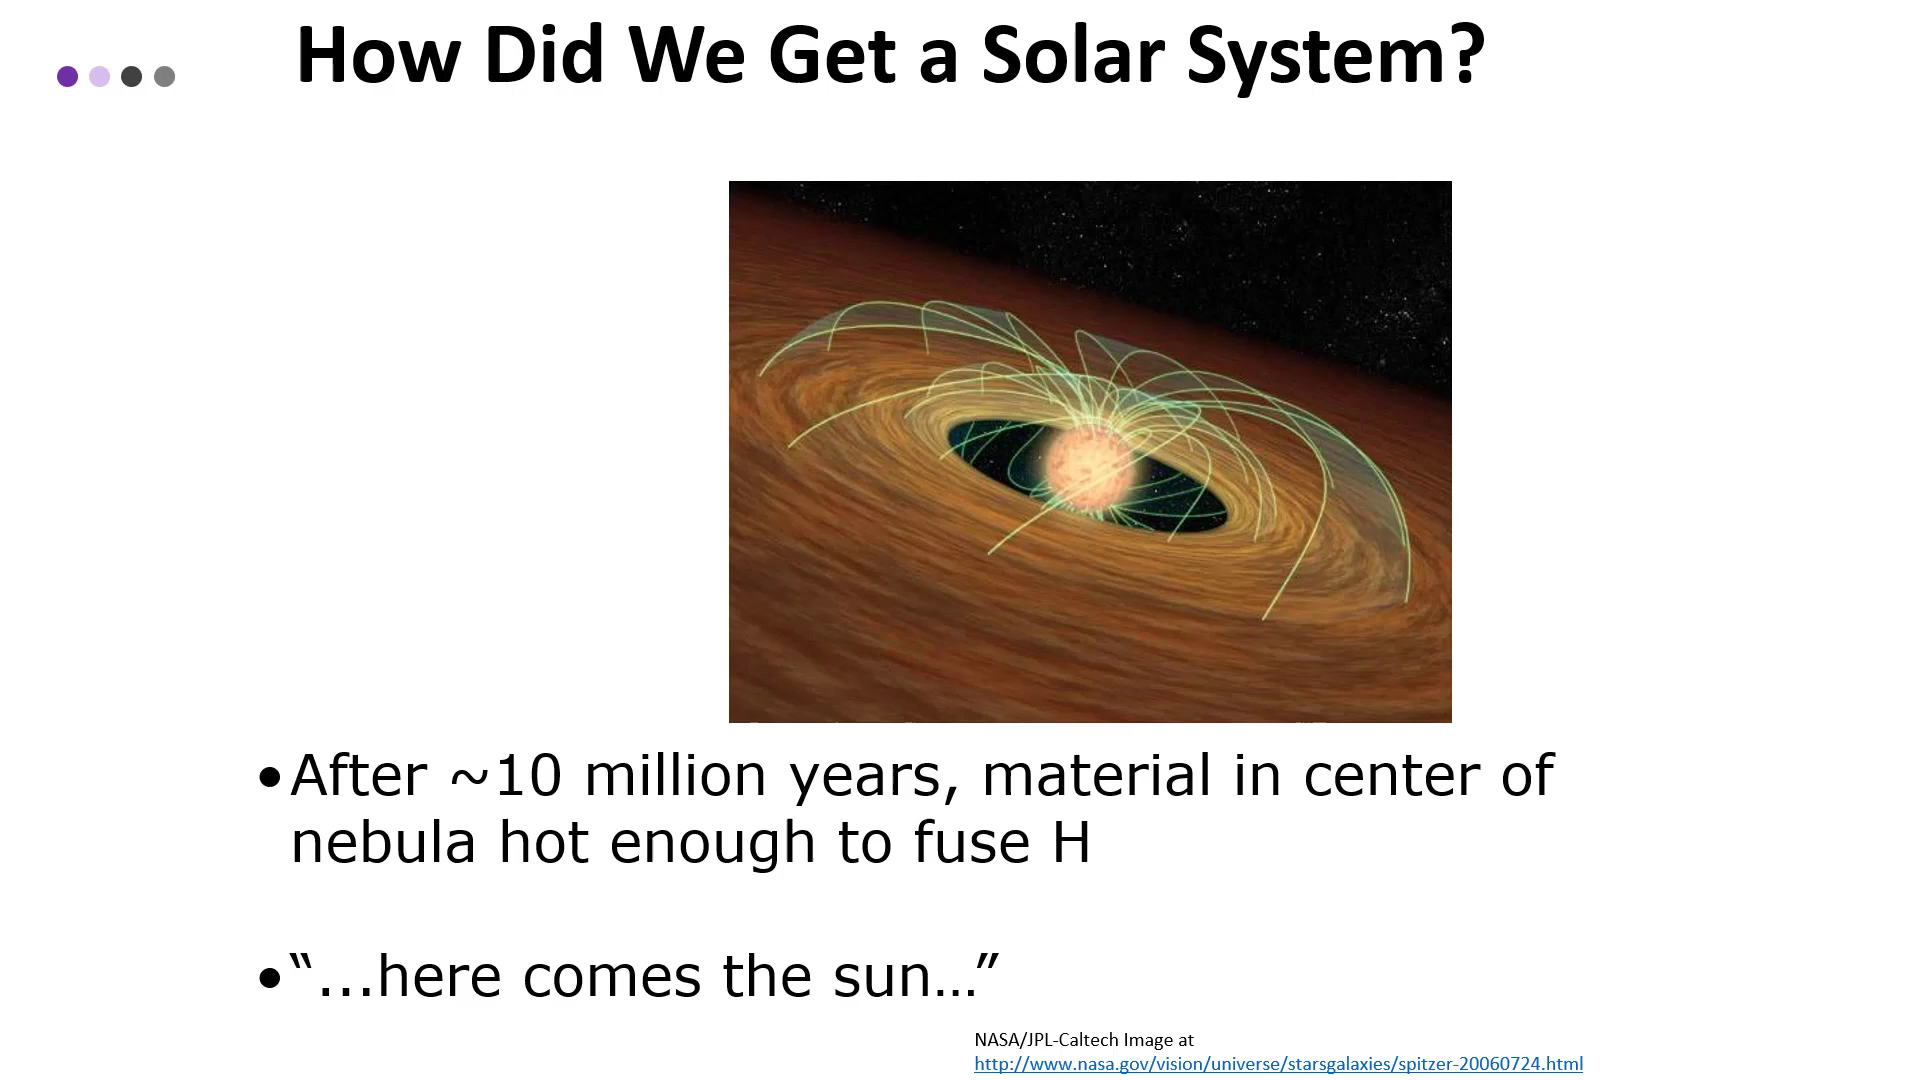 How Did We Get a Solar System?
•After ~10 million years, material in center of
nebula hot enough to fuse H
•“...here comes the sun…”
NASA/JPL-Caltech Image at
http://www.nasa.gov/vision/universe/starsgalaxies/spitzer-20060724.html